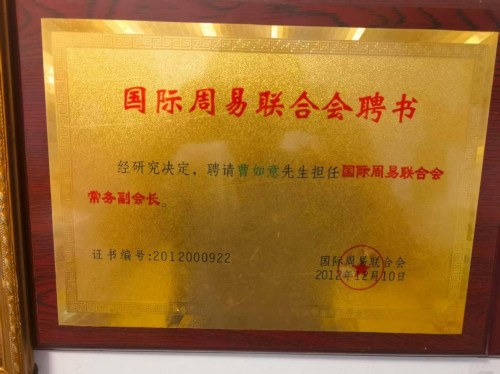 国际周易联合会聘书
经研究决定，聘请曹如意先生担任国际周易联合会
常务副会长。
证书编号:2012000922
国际周易联合会
2012年12月10日